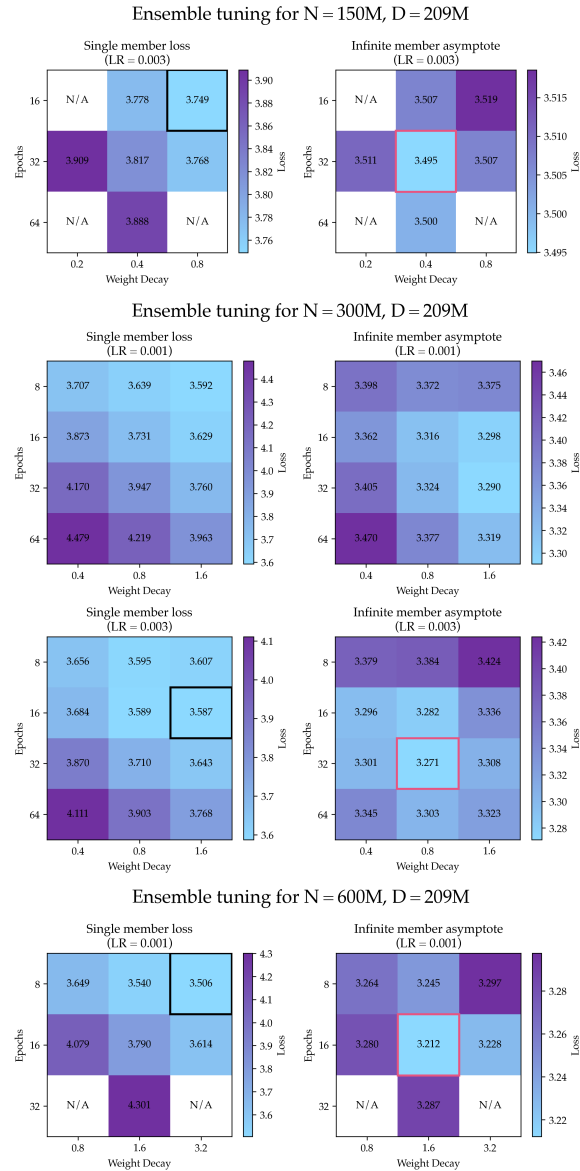 Ensemble tuning for N = 150M, D = 209M
Single member loss
(LR = 0.003)
Epochs
16 N/A 3.778 3.749
32 3.909 3.817 3.768
64 N/A 3.888 N/A
0.2 0.4 0.8
Weight Decay
3.90
3.88
3.86
3.84
3.82
3.80
3.78
3.76
Loss
Infinite member asymptote
(LR = 0.003)
Epochs
16 N/A 3.507 3.519
32 3.511 3.495 3.507
64 N/A 3.500 N/A
0.2 0.4 0.8
Weight Decay
3.515
3.510
3.505
3.500
3.495
Loss
Ensemble tuning for N = 300M, D = 209M
Single member loss
(LR = 0.001)
Epochs
8 3.707 3.639 3.592
16 3.873 3.731 3.629
32 4.170 3.947 3.760
64 4.479 4.219 3.963
0.4 0.8 1.6
Weight Decay
4.4
4.3
4.2
4.1
4.0
3.9
3.8
3.7
3.6
Loss
Infinite member asymptote
(LR = 0.001)
Epochs
8 3.398 3.372 3.375
16 3.362 3.316 3.298
32 3.405 3.324 3.290
64 3.470 3.377 3.319
0.4 0.8 1.6
Weight Decay
3.46
3.44
3.42
3.40
3.38
3.36
3.34
3.32
3.30
Loss
Single member loss
(LR = 0.003)
Epochs
8 3.656 3.595 3.607
16 3.684 3.589 3.587
32 3.870 3.710 3.643
64 4.111 3.903 3.768
0.4 0.8 1.6
Weight Decay
4.1
4.0
3.9
3.8
3.7
3.6
Loss
Infinite member asymptote
(LR = 0.003)
Epochs
8 3.379 3.384 3.424
16 3.296 3.282 3.336
32 3.301 3.271 3.308
64 3.345 3.303 3.323
0.4 0.8 1.6
Weight Decay
3.42
3.40
3.38
3.36
3.34
3.32
3.30
3.28
Loss
Ensemble tuning for N = 600M, D = 209M
Single member loss
(LR = 0.001)
Epochs
8 3.649 3.540 3.506
16 4.079 3.790 3.614
32 N/A 4.301 N/A
0.8 1.6 3.2
Weight Decay
4.3
4.2
4.1
4.0
3.9
3.8
3.7
3.6
Loss
Infinite member asymptote
(LR = 0.001)
Epochs
8 3.264 3.245 3.297
16 3.280 3.212 3.228
32 N/A 3.287 N/A
0.8 1.6 3.2
Weight Decay
3.28
3.26
3.24
3.22
Loss